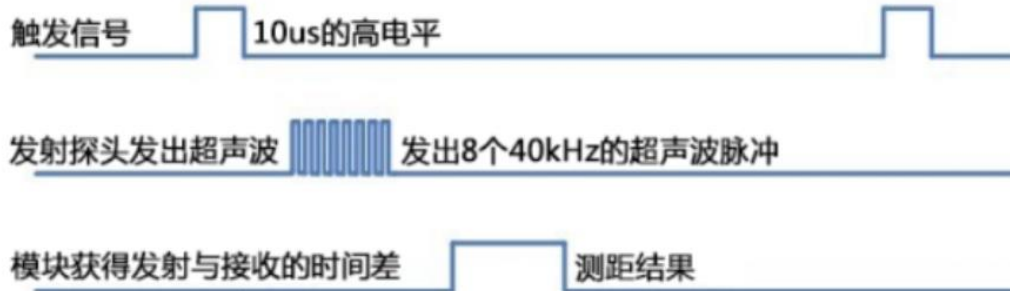 触发信号 10us的高电平
发射探头发出超声波 发出8个40kHz的超声波脉冲
模块获得发射与接收的时间差 测距结果